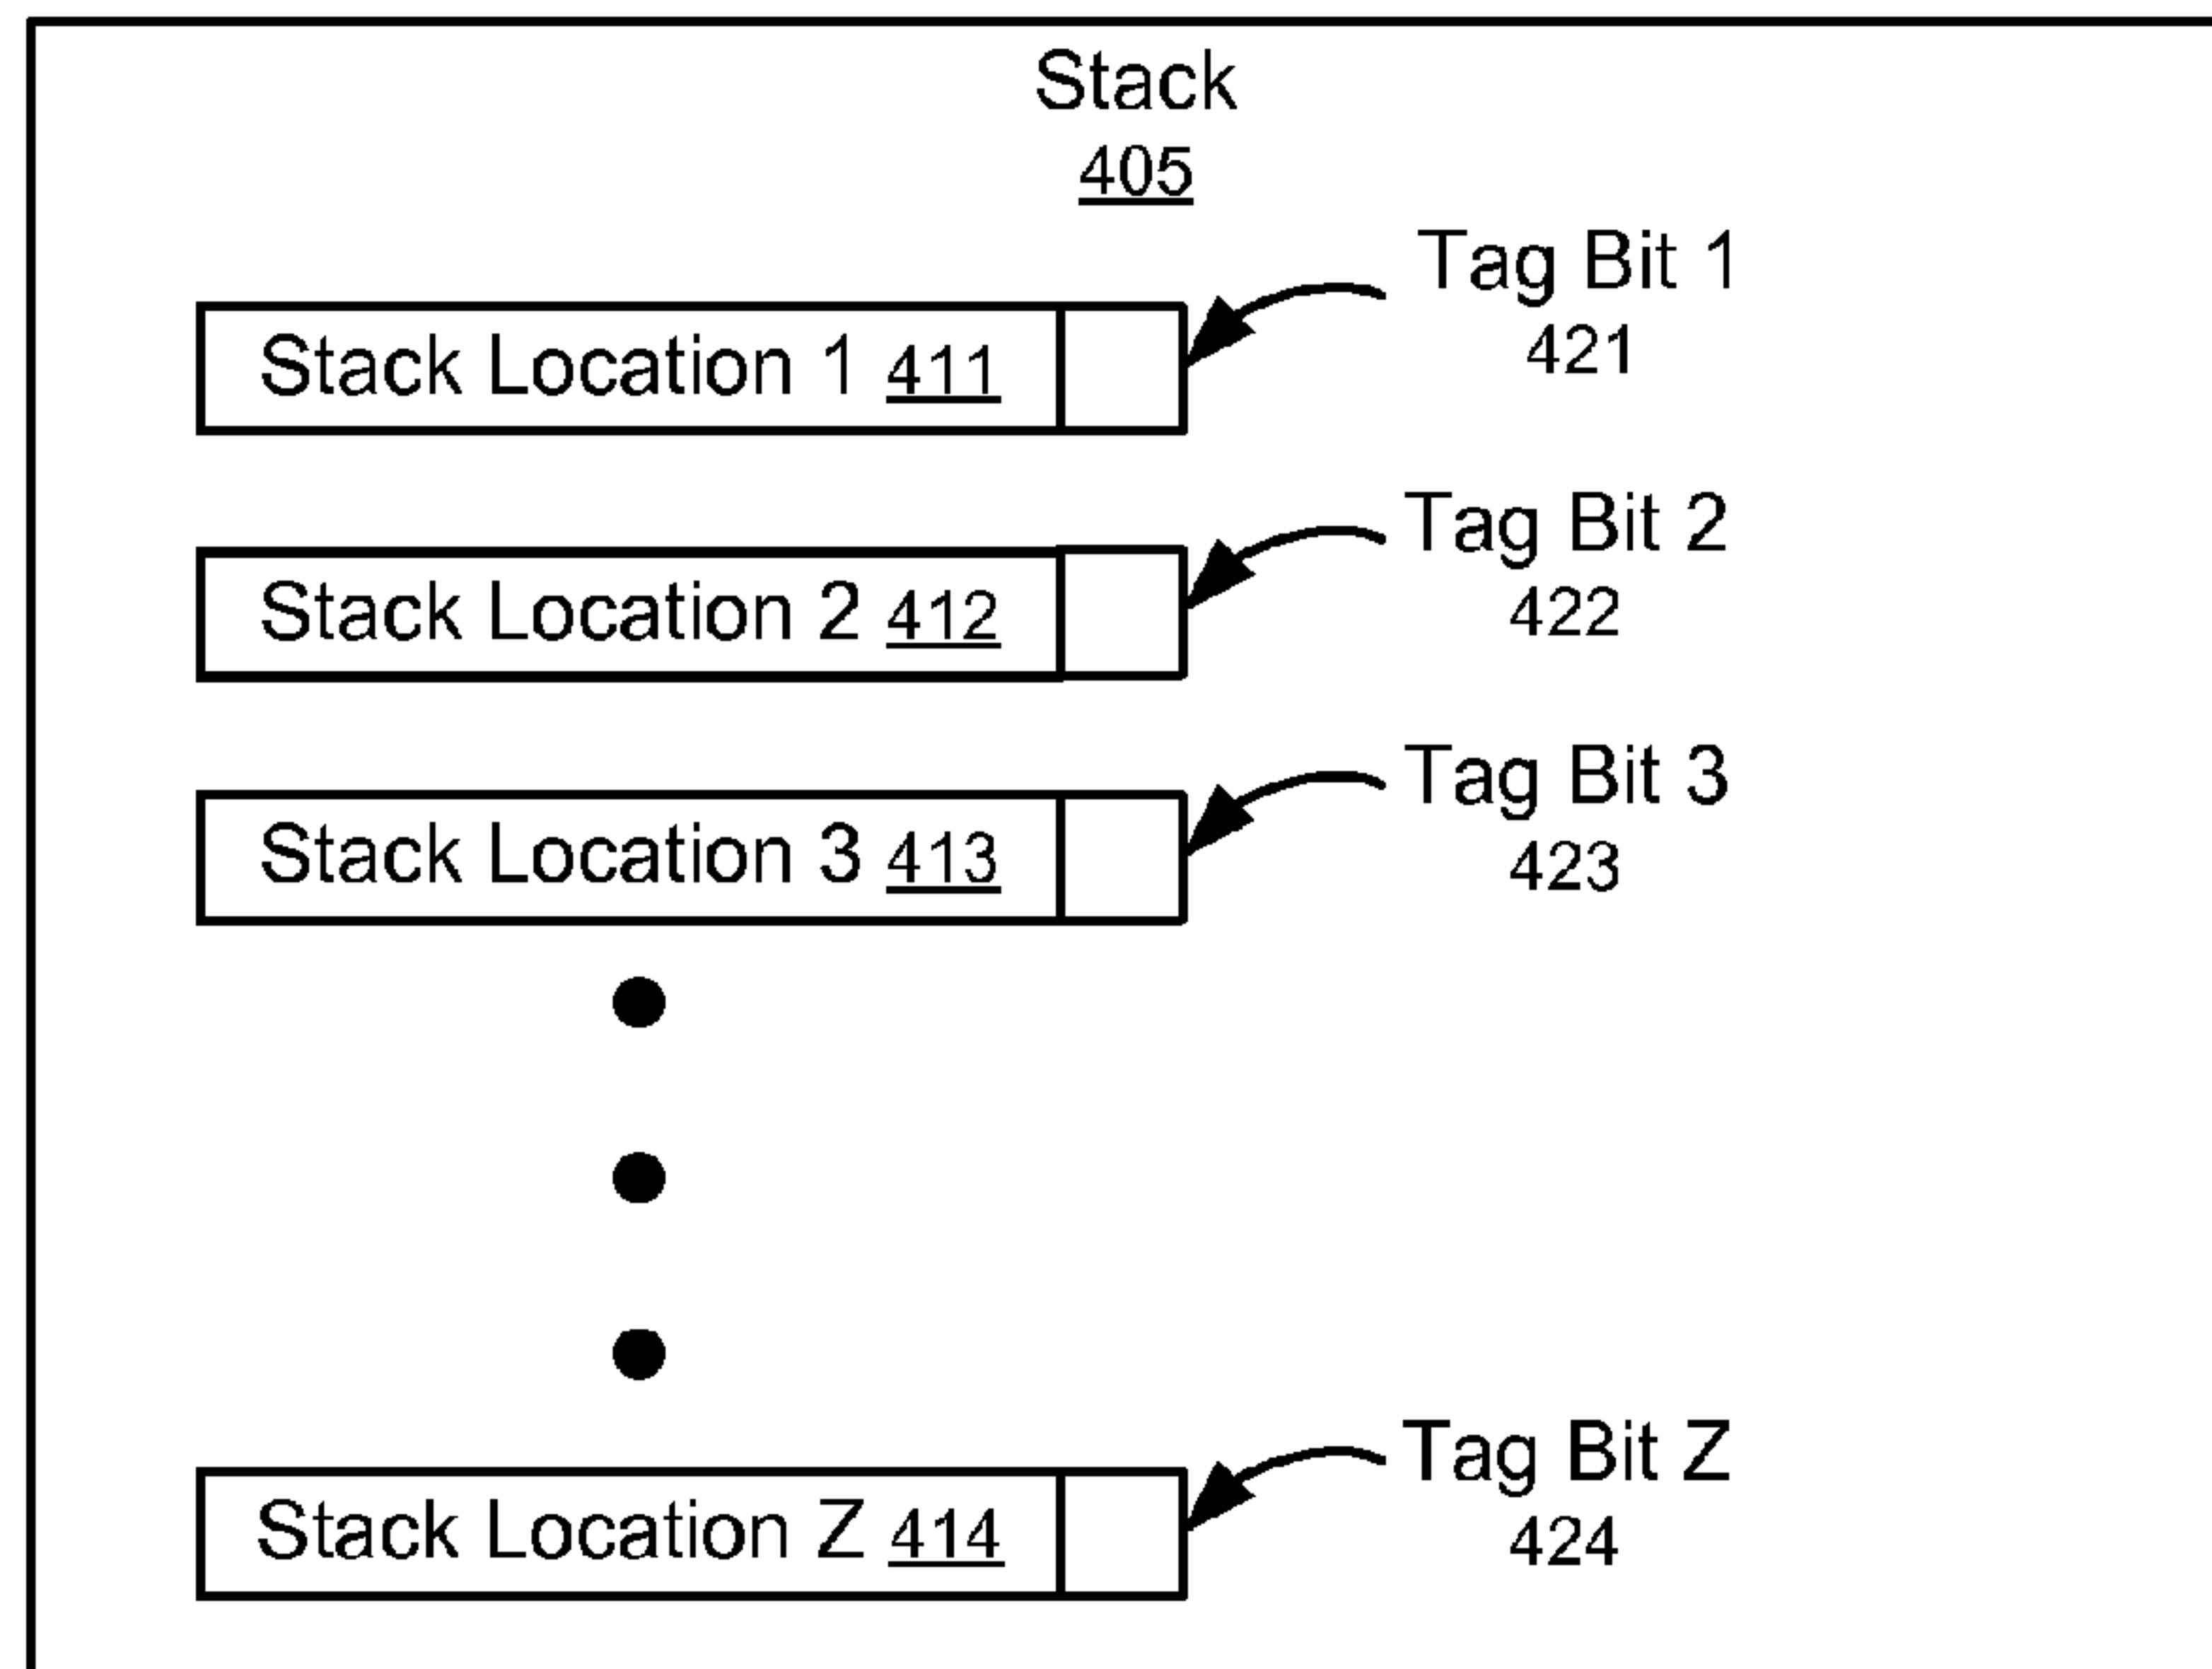 Stack
405
Tag Bit 1
421
Stack Location 1 411
Tag Bit 2
422
Stack Location 2 412
Tag Bit 3
423
Stack Location 3 413
Tag Bit Z
424
Stack Location Z 414